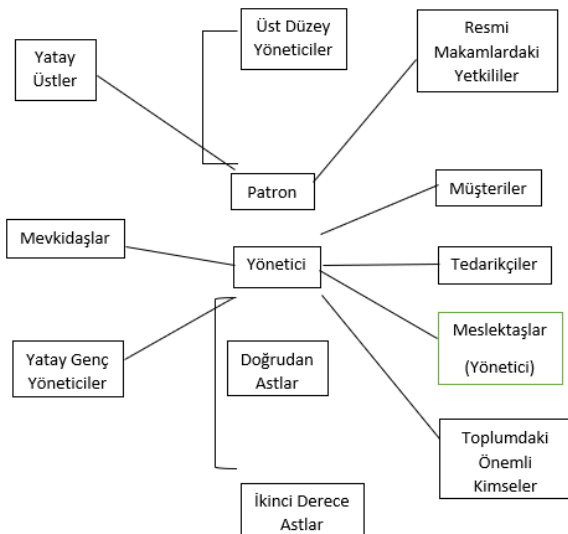 Üst Düzey
Yöneticiler
Resmi
Makamlardaki
Yetkililer
Yatay
Üstler
Patron
Müşteriler
Mevkidaşlar
Yönetici
Tedarikçiler
Meslektaşlar
(Yönetici)
Yatay Genç
Yöneticiler
Doğrudan
Astlar
Toplumdaki
Önemli
Kimseler
İkinci Derece
Astlar